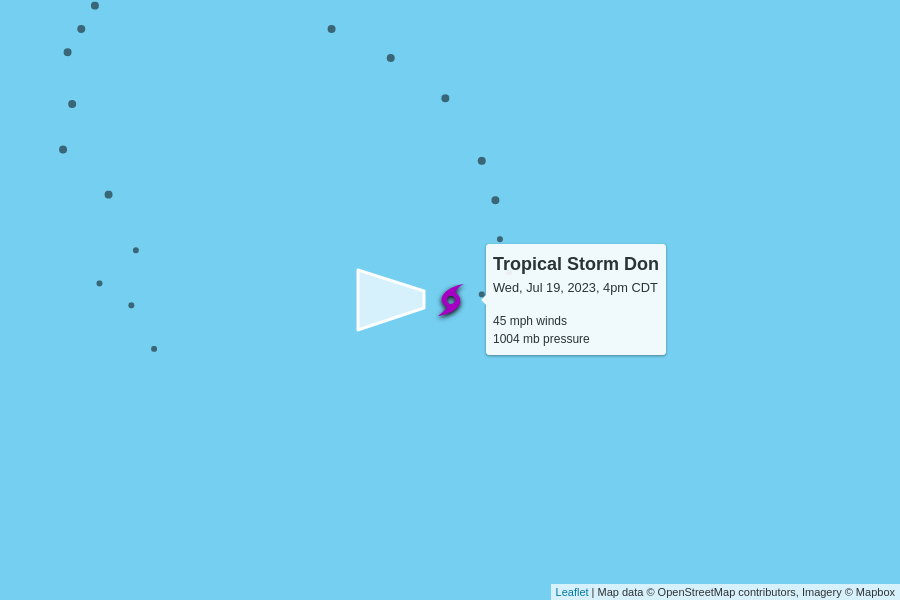 Tropical Storm Don
Wed, Jul 19, 2023, 4pm CDT
45 mph winds
1004 mb pressure
Leaflet | Map data © OpenStreetMap contributors, Imagery © Mapbox